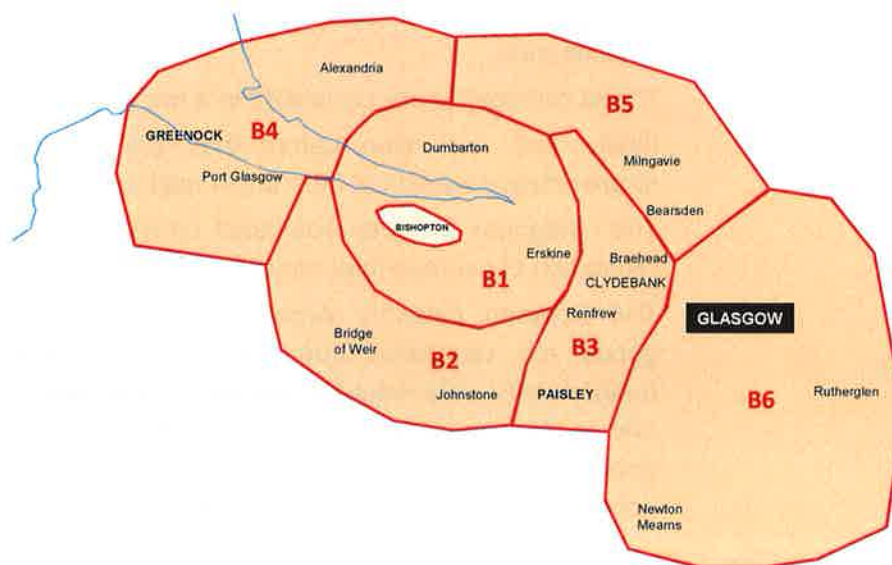 Alexandria
B5
GREENOCK
B4
Dumbarton
Milngavie
Port Glasgow
Bearsden
BISHOPTON
Erskine
Braehead
B1
CLYDEBANK
Renfrew
GLASGOW
Bridge
of Weir
B2
B3
Johnstone
PAISLEY
B6
Rutherglen
Newton
Mearns